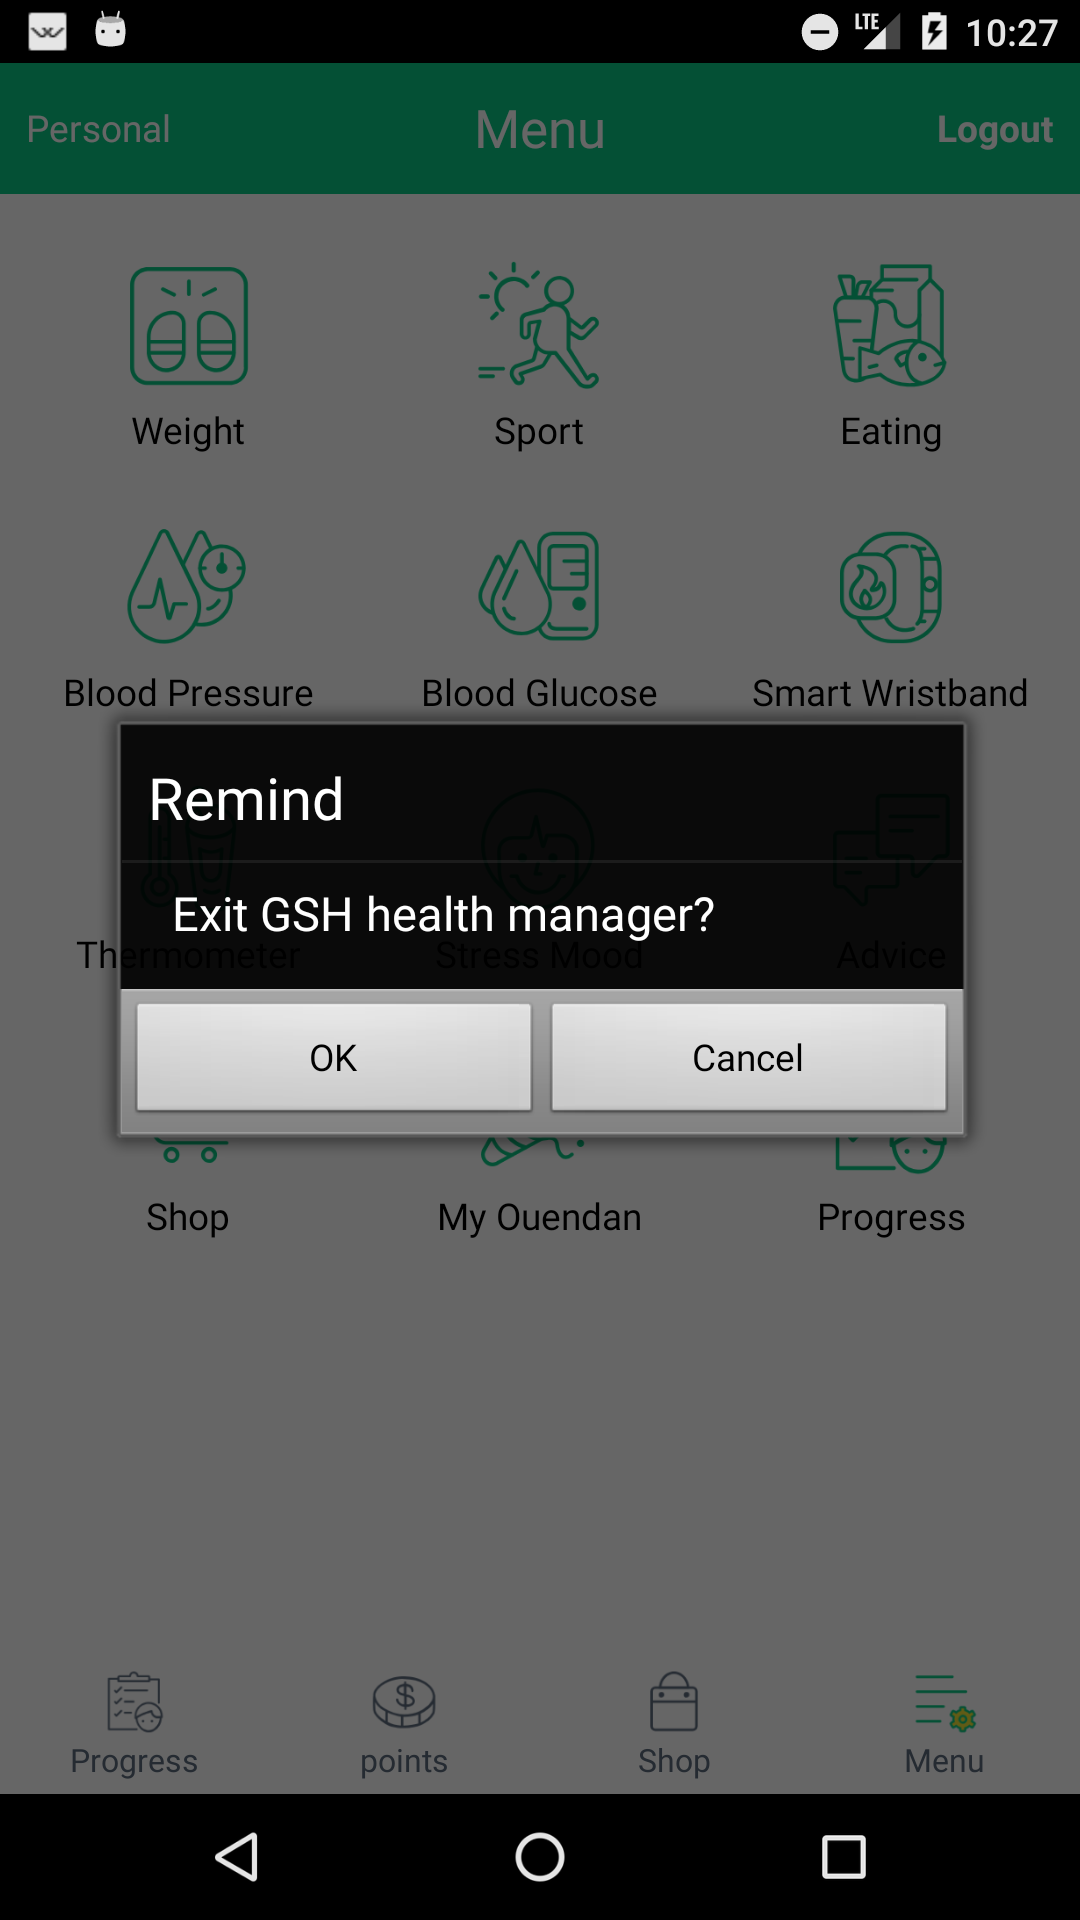 LTE 10:27
Personal Menu Logout
Weight Sport Eating
Blood Pressure Blood Glucose Smart Wristband
Remind
Exit GSH health manager?
Thermometer Stress Mood Advice
OK Cancel
Shop My Ouendan Progress
Progress points Shop Menu